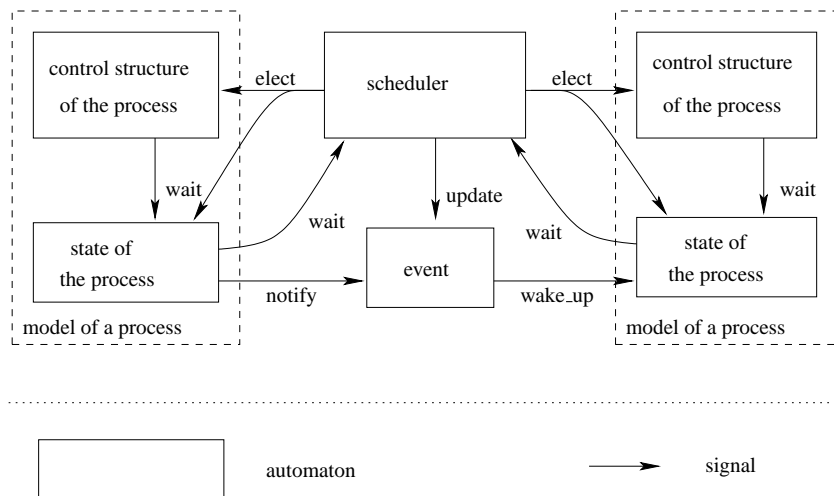 control structure
of the process
elect
scheduler
elect
control structure
of the process
wait
wait
update
wait
wait
state of
the process
notify
event
wake_up
state of
the process
model of a process
model of a process
automaton
signal